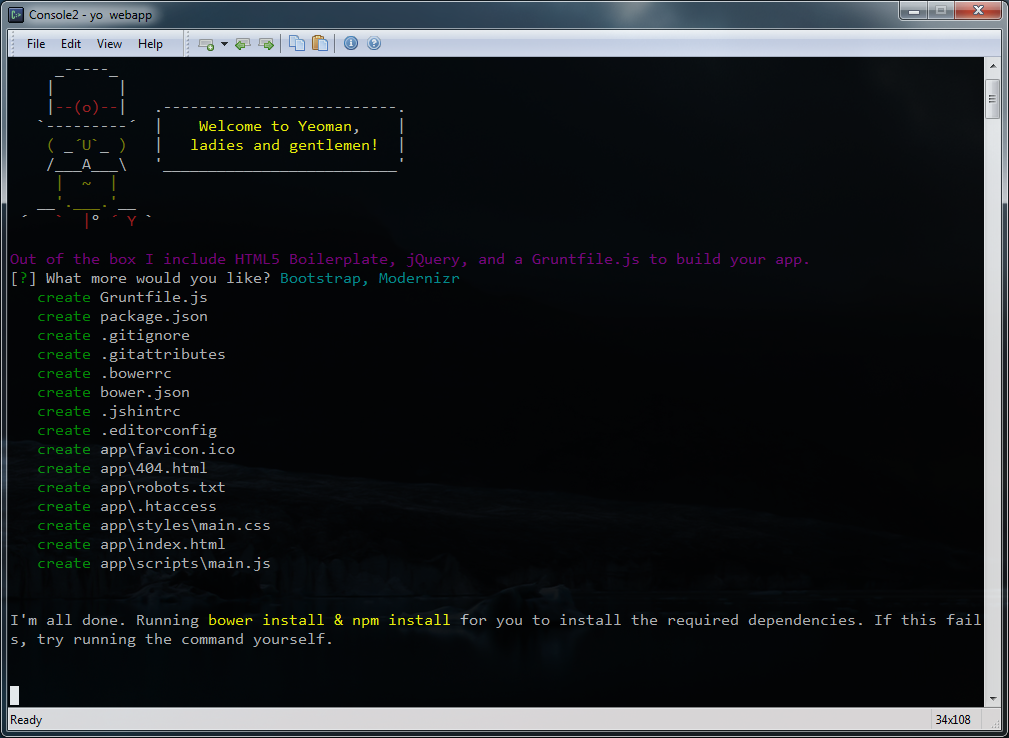 Console2 - yo webapp
File Edit View Help
_-----_
|       |
|--(o)--|   .--------------------------.
`---------´  |    Welcome to Yeoman,    |
( _´U`_ )   |   ladies and gentlemen!  |
/___A___\   '__________________________'
|  ~  |
__'.___.'__
´   `  |° ´ Y `
Out of the box I include HTML5 Boilerplate, jQuery, and a Gruntfile.js to build your app.
[?] What more would you like? Bootstrap, Modernizr
create Gruntfile.js
create package.json
create .gitignore
create .gitattributes
create .bowerrc
create bower.json
create .jshintrc
create .editorconfig
create app\favicon.ico
create app\404.html
create app\robots.txt
create app\.htaccess
create app\styles\main.css
create app\index.html
create app\scripts\main.js
I'm all done. Running bower install & npm install for you to install the required dependencies. If this fail
s, try running the command yourself.
Ready 34x108